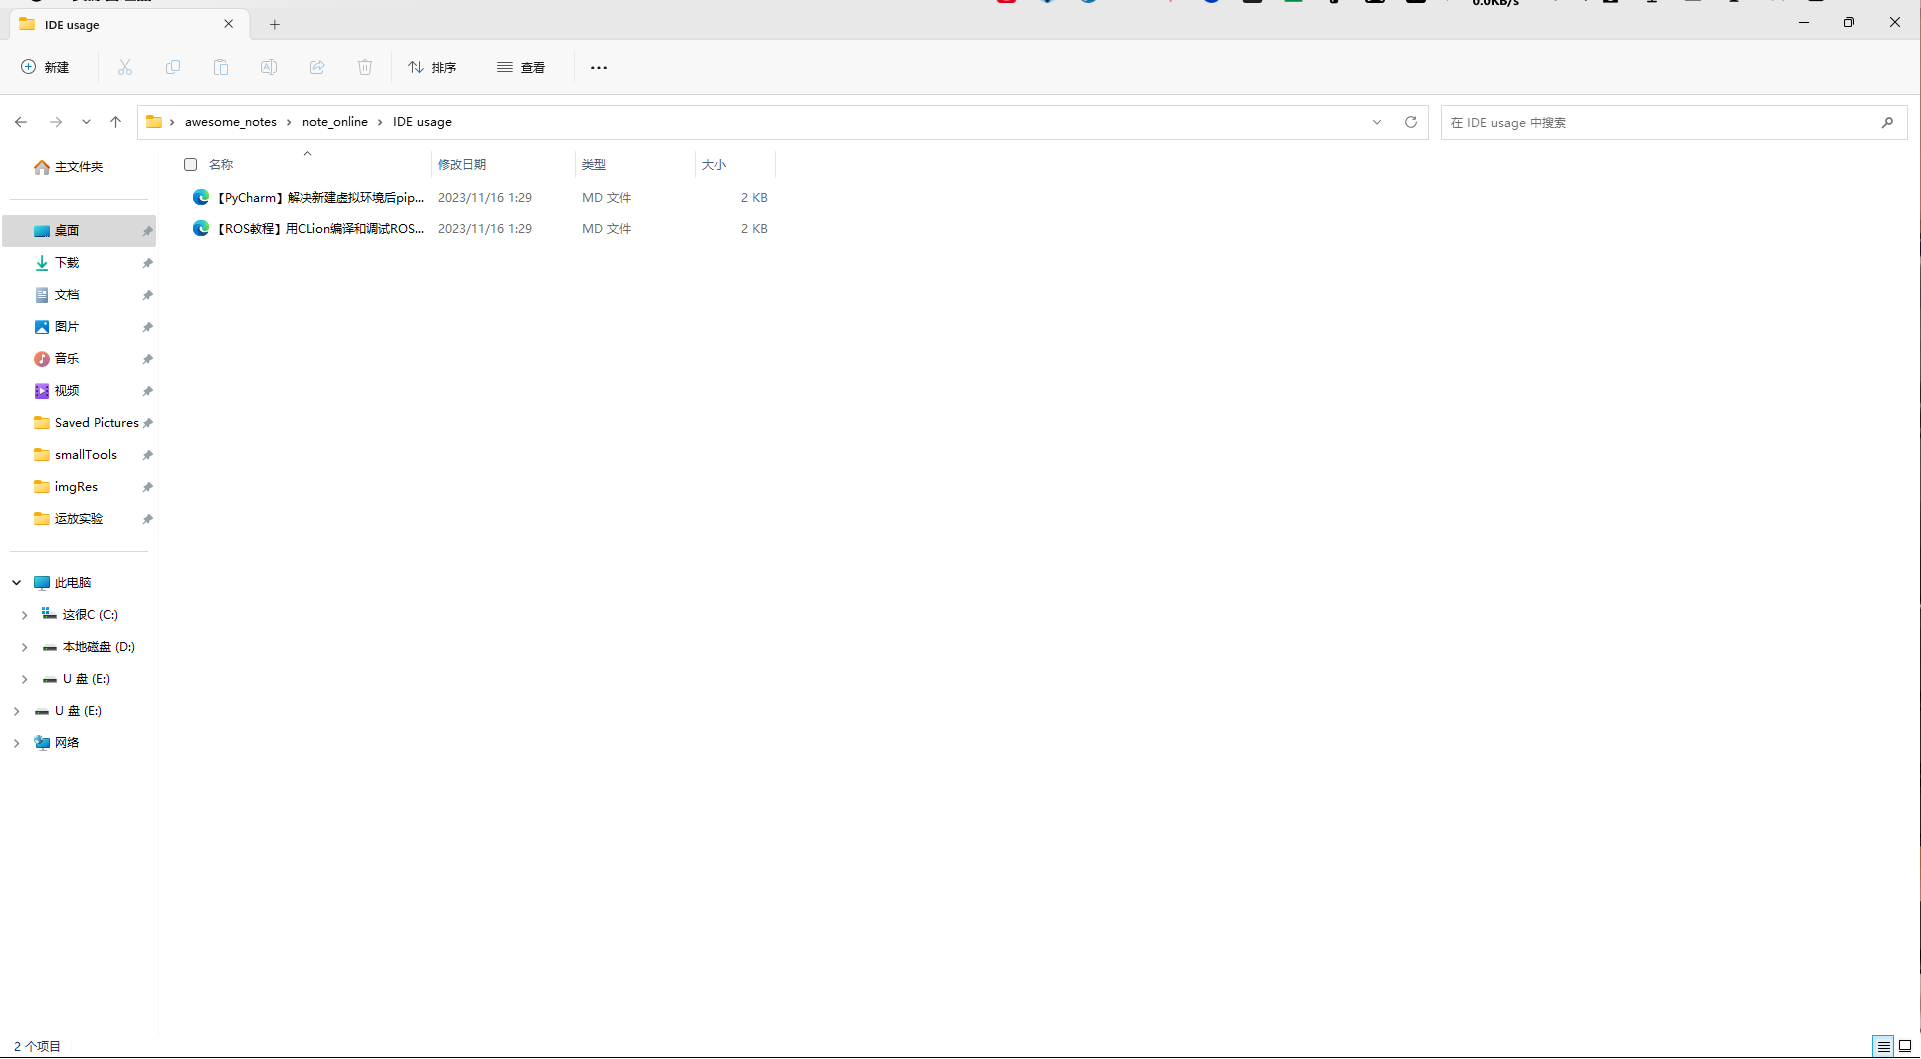 0.0KB/s
IDE usage
新建
排序
查看
awesome_notes
note_online
IDE usage
在 IDE usage 中搜索
名称
修改日期
类型
大小
【PyCharm】解决新建虚拟环境后pip... 2023/11/16 1:29 MD 文件 2 KB
【ROS教程】用CLion编译和调试ROS... 2023/11/16 1:29 MD 文件 2 KB
主文件夹
桌面
下载
文档
图片
音乐
视频
Saved Pictures
smallTools
imgRes
运放实验
此电脑
这很C (C:)
本地磁盘 (D:)
U 盘 (E:)
U 盘 (E:)
网络
2 个项目